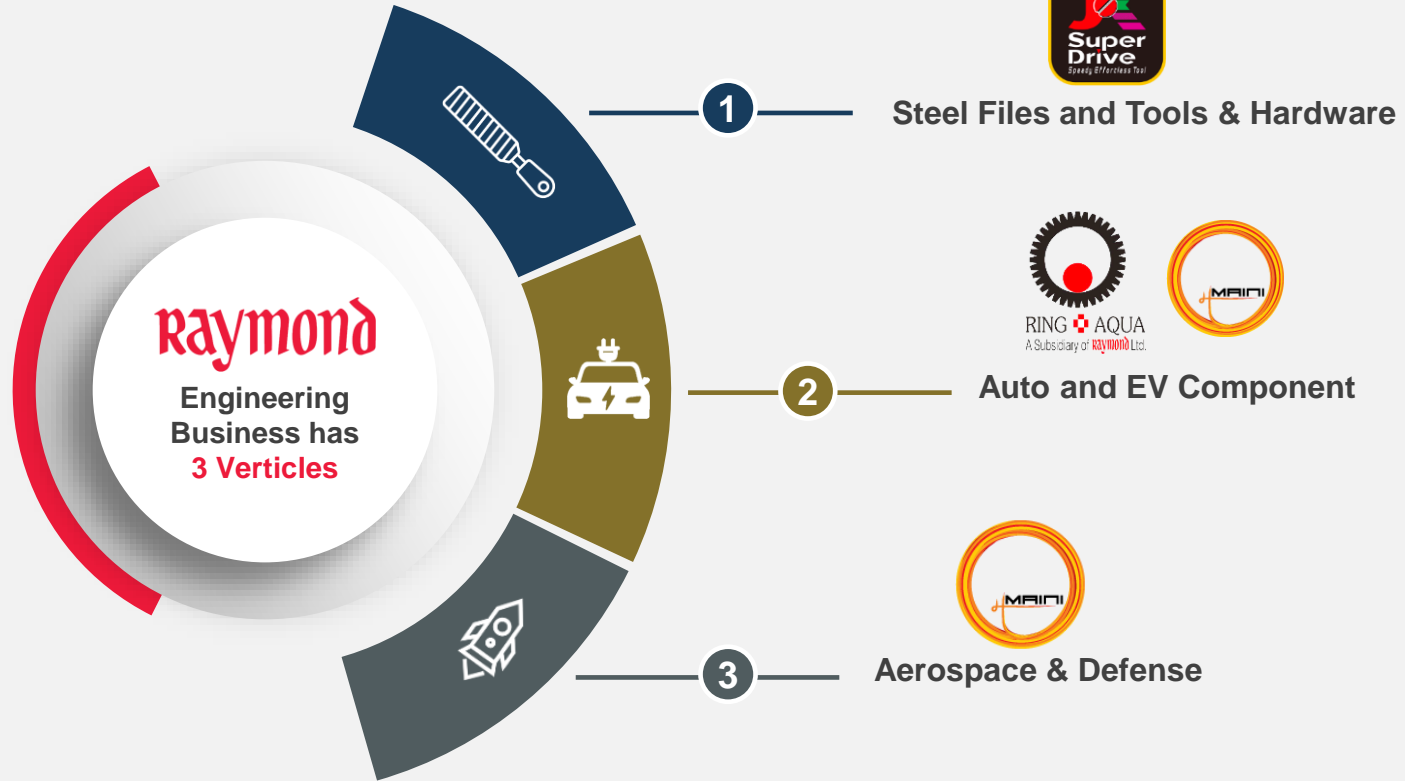 Super
Drive
Speedy Effortless Tool
1
Steel Files and Tools & Hardware
RING AQUA
A Subsidiary of Raymond Ltd.
MAINI
Raymond
Engineering
Business has
3 Verticles
2
Auto and EV Component
MAINI
3
Aerospace & Defense